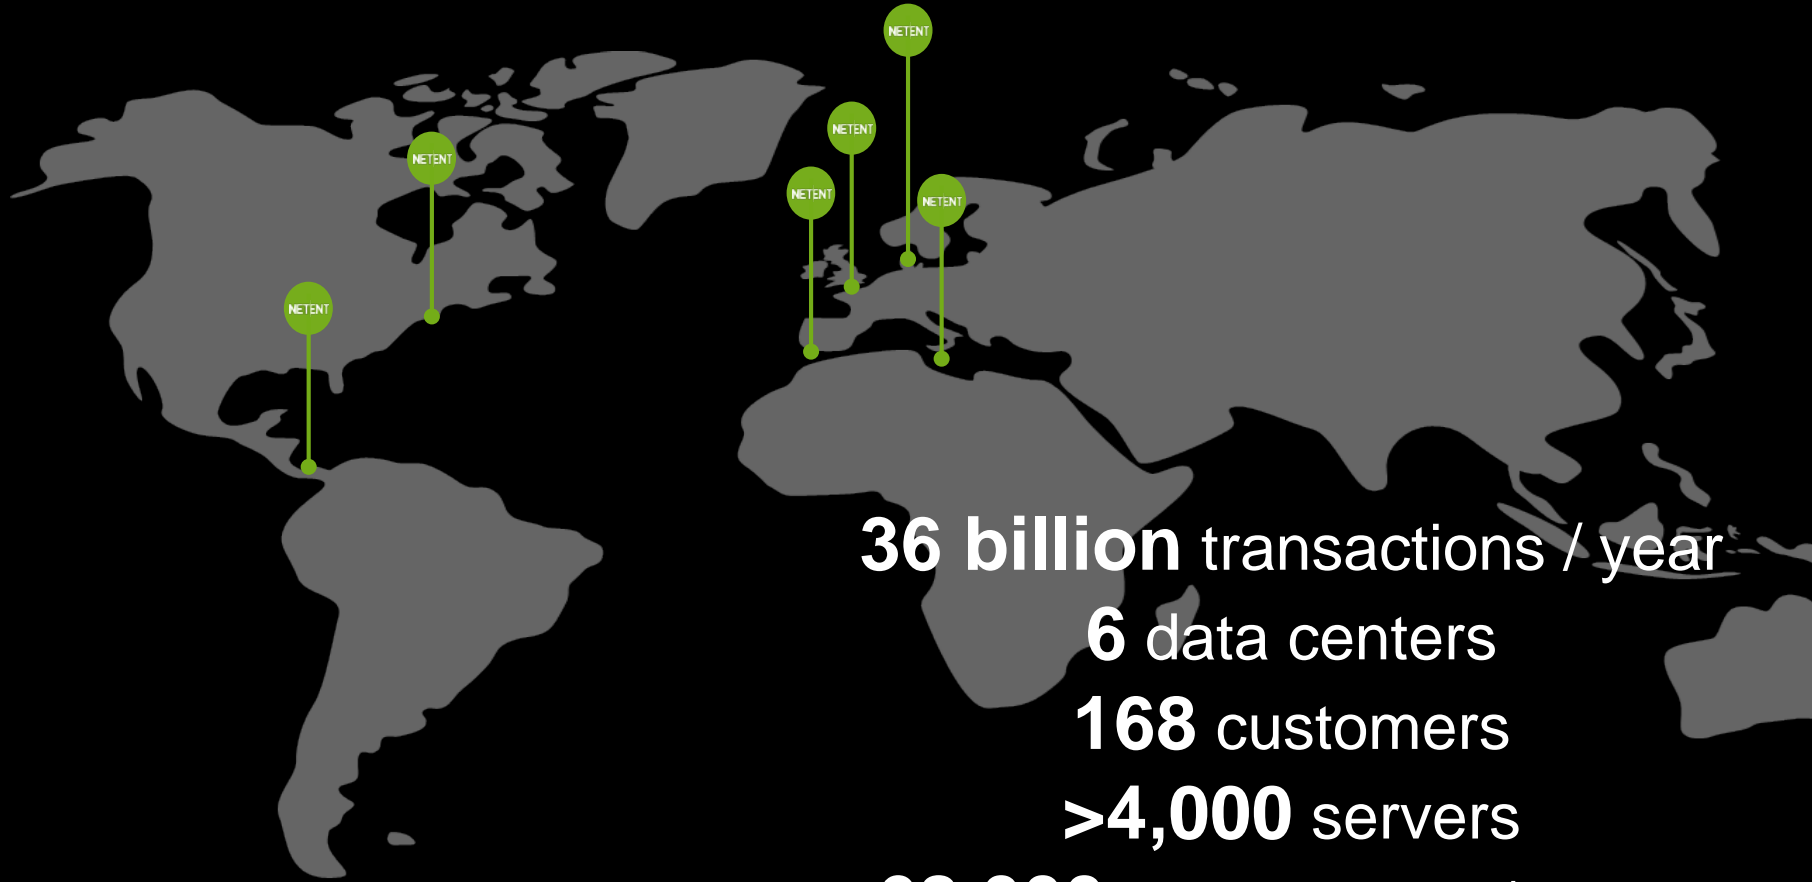 NETENT
NETENT
NETENT
NETENT
NETENT
NETENT
36 billion transactions / year
6 data centers
168 customers
>4,000 servers